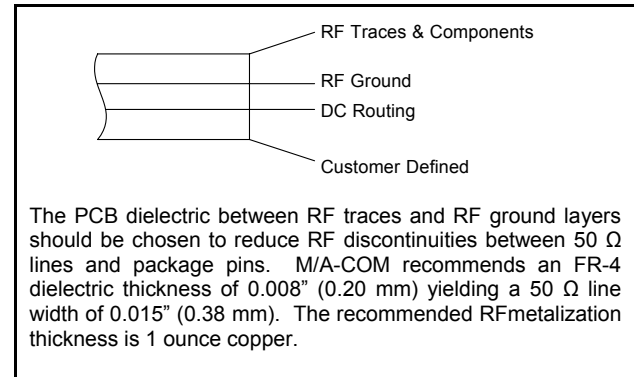 RF Traces & Components
RF Ground
DC Routing
Customer Defined
The PCB dielectric between RF traces and RF ground layers
should be chosen to reduce RF discontinuities between 50 Ω
lines and package pins. M/A-COM recommends an FR-4
dielectric thickness of 0.008” (0.20 mm) yielding a 50 Ω line
width of 0.015” (0.38 mm). The recommended RFmetalization
thickness is 1 ounce copper.